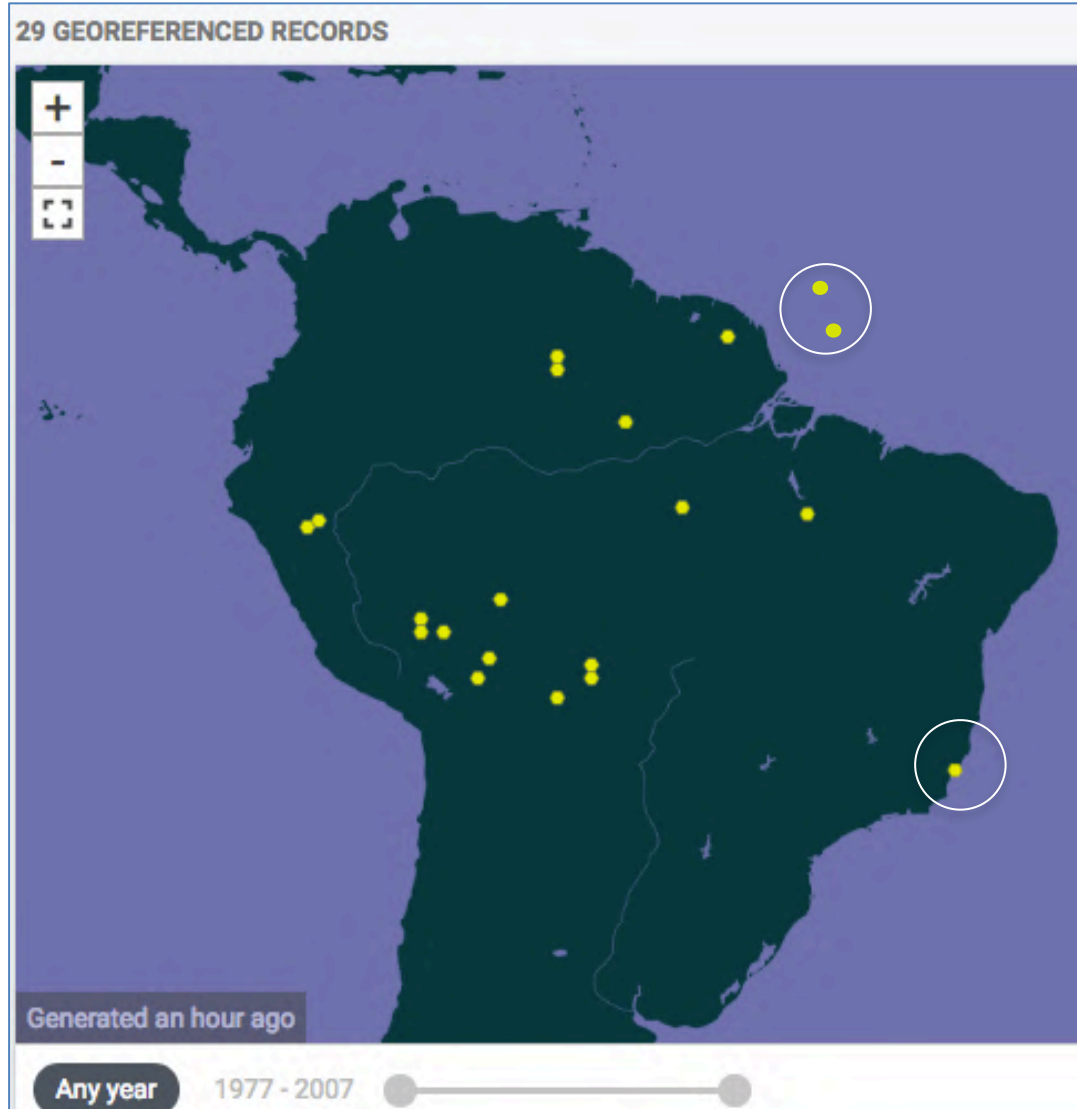 29 GEOREFERENCED RECORDS
+
-
Generated an hour ago
Any year 1977 - 2007